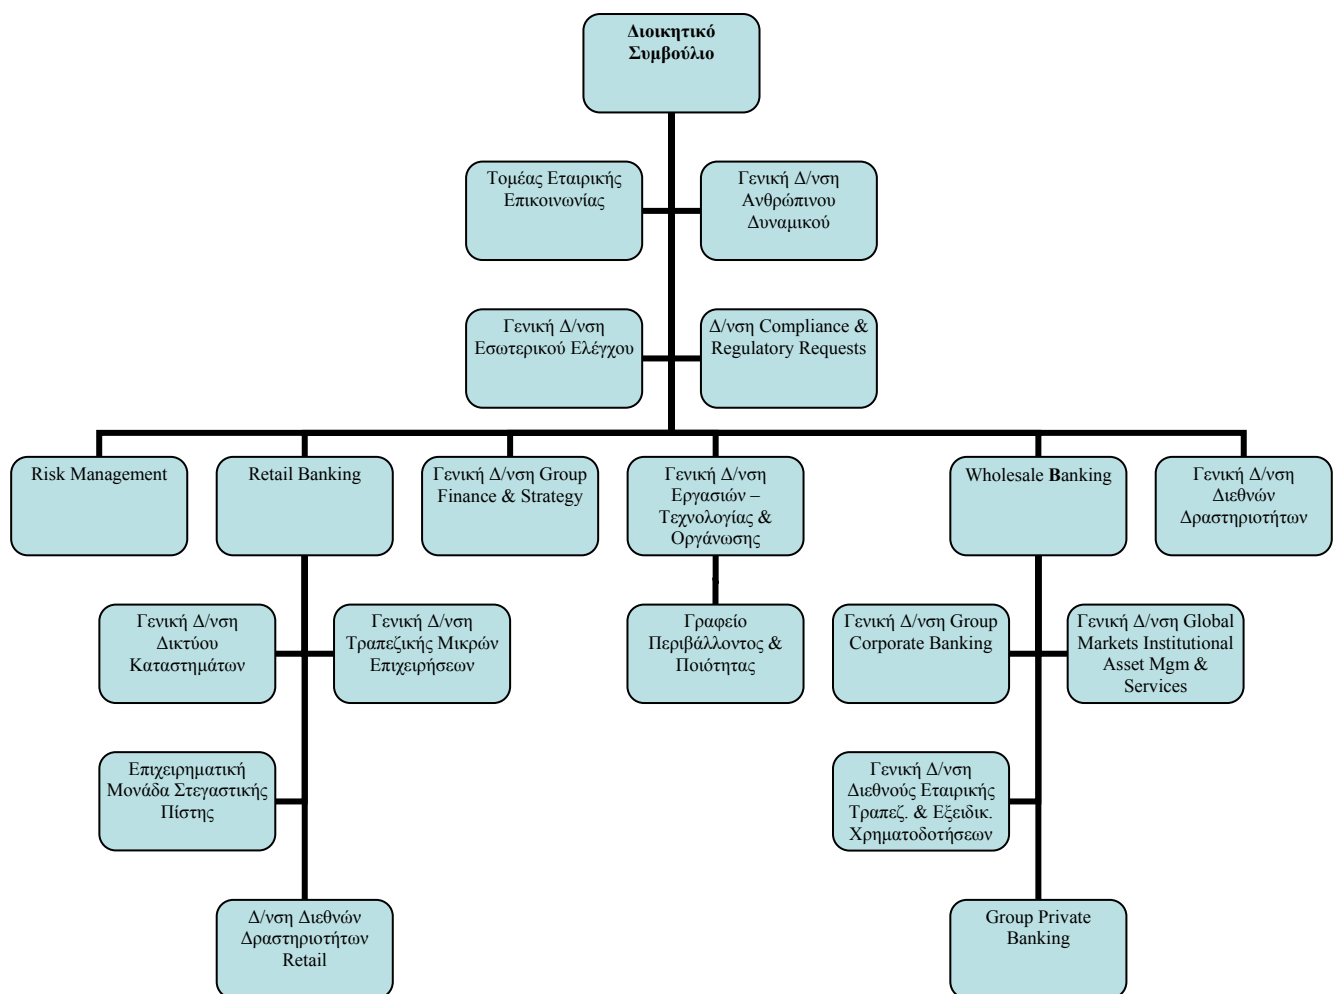 Διοικητικό
Συμβούλιο
Τομέας Εταιρικής
Επικοινωνίας
Γενική Δ/νση
Ανθρώπινου
Δυναμικού
Γενική Δ/νση
Εσωτερικού Ελέγχου
Δ/νση Compliance &
Regulatory Requests
Risk Management
Retail Banking
Γενική Δ/νση Group
Finance & Strategy
Γενική Δ/νση
Εργασιών –
Τεχνολογίας &
Οργάνωσης
Wholesale Banking
Γενική Δ/νση
Διεθνών
Δραστηριοτήτων
Γενική Δ/νση
Δικτύου
Καταστημάτων
Γενική Δ/νση
Τραπεζικής Μικρών
Επιχειρήσεων
Γραφείο
Περιβάλλοντος &
Ποιότητας
Γενική Δ/νση Group
Corporate Banking
Γενική Δ/νση Global
Markets Institutional
Asset Mgm &
Services
Επιχειρηματική
Μονάδα Στεγαστικής
Πίστης
Γενική Δ/νση
Διεθνούς Εταιρικής
Τραπεζ. & Εξειδικ.
Χρηματοδοτήσεων
Δ/νση Διεθνών
Δραστηριοτήτων
Retail
Group Private
Banking